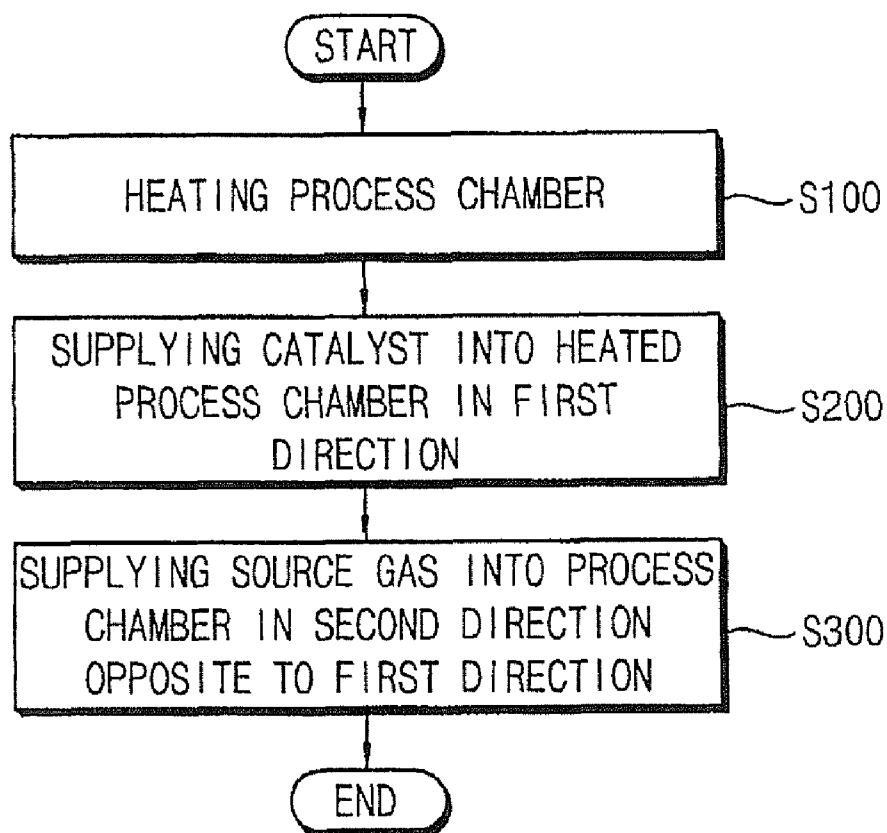 START
HEATING PROCESS CHAMBER
S100
SUPPLYING CATALYST INTO HEATED
PROCESS CHAMBER IN FIRST
DIRECTION
S200
SUPPLYING SOURCE GAS INTO PROCESS
CHAMBER IN SECOND DIRECTION
OPPOSITE TO FIRST DIRECTION
S300
END